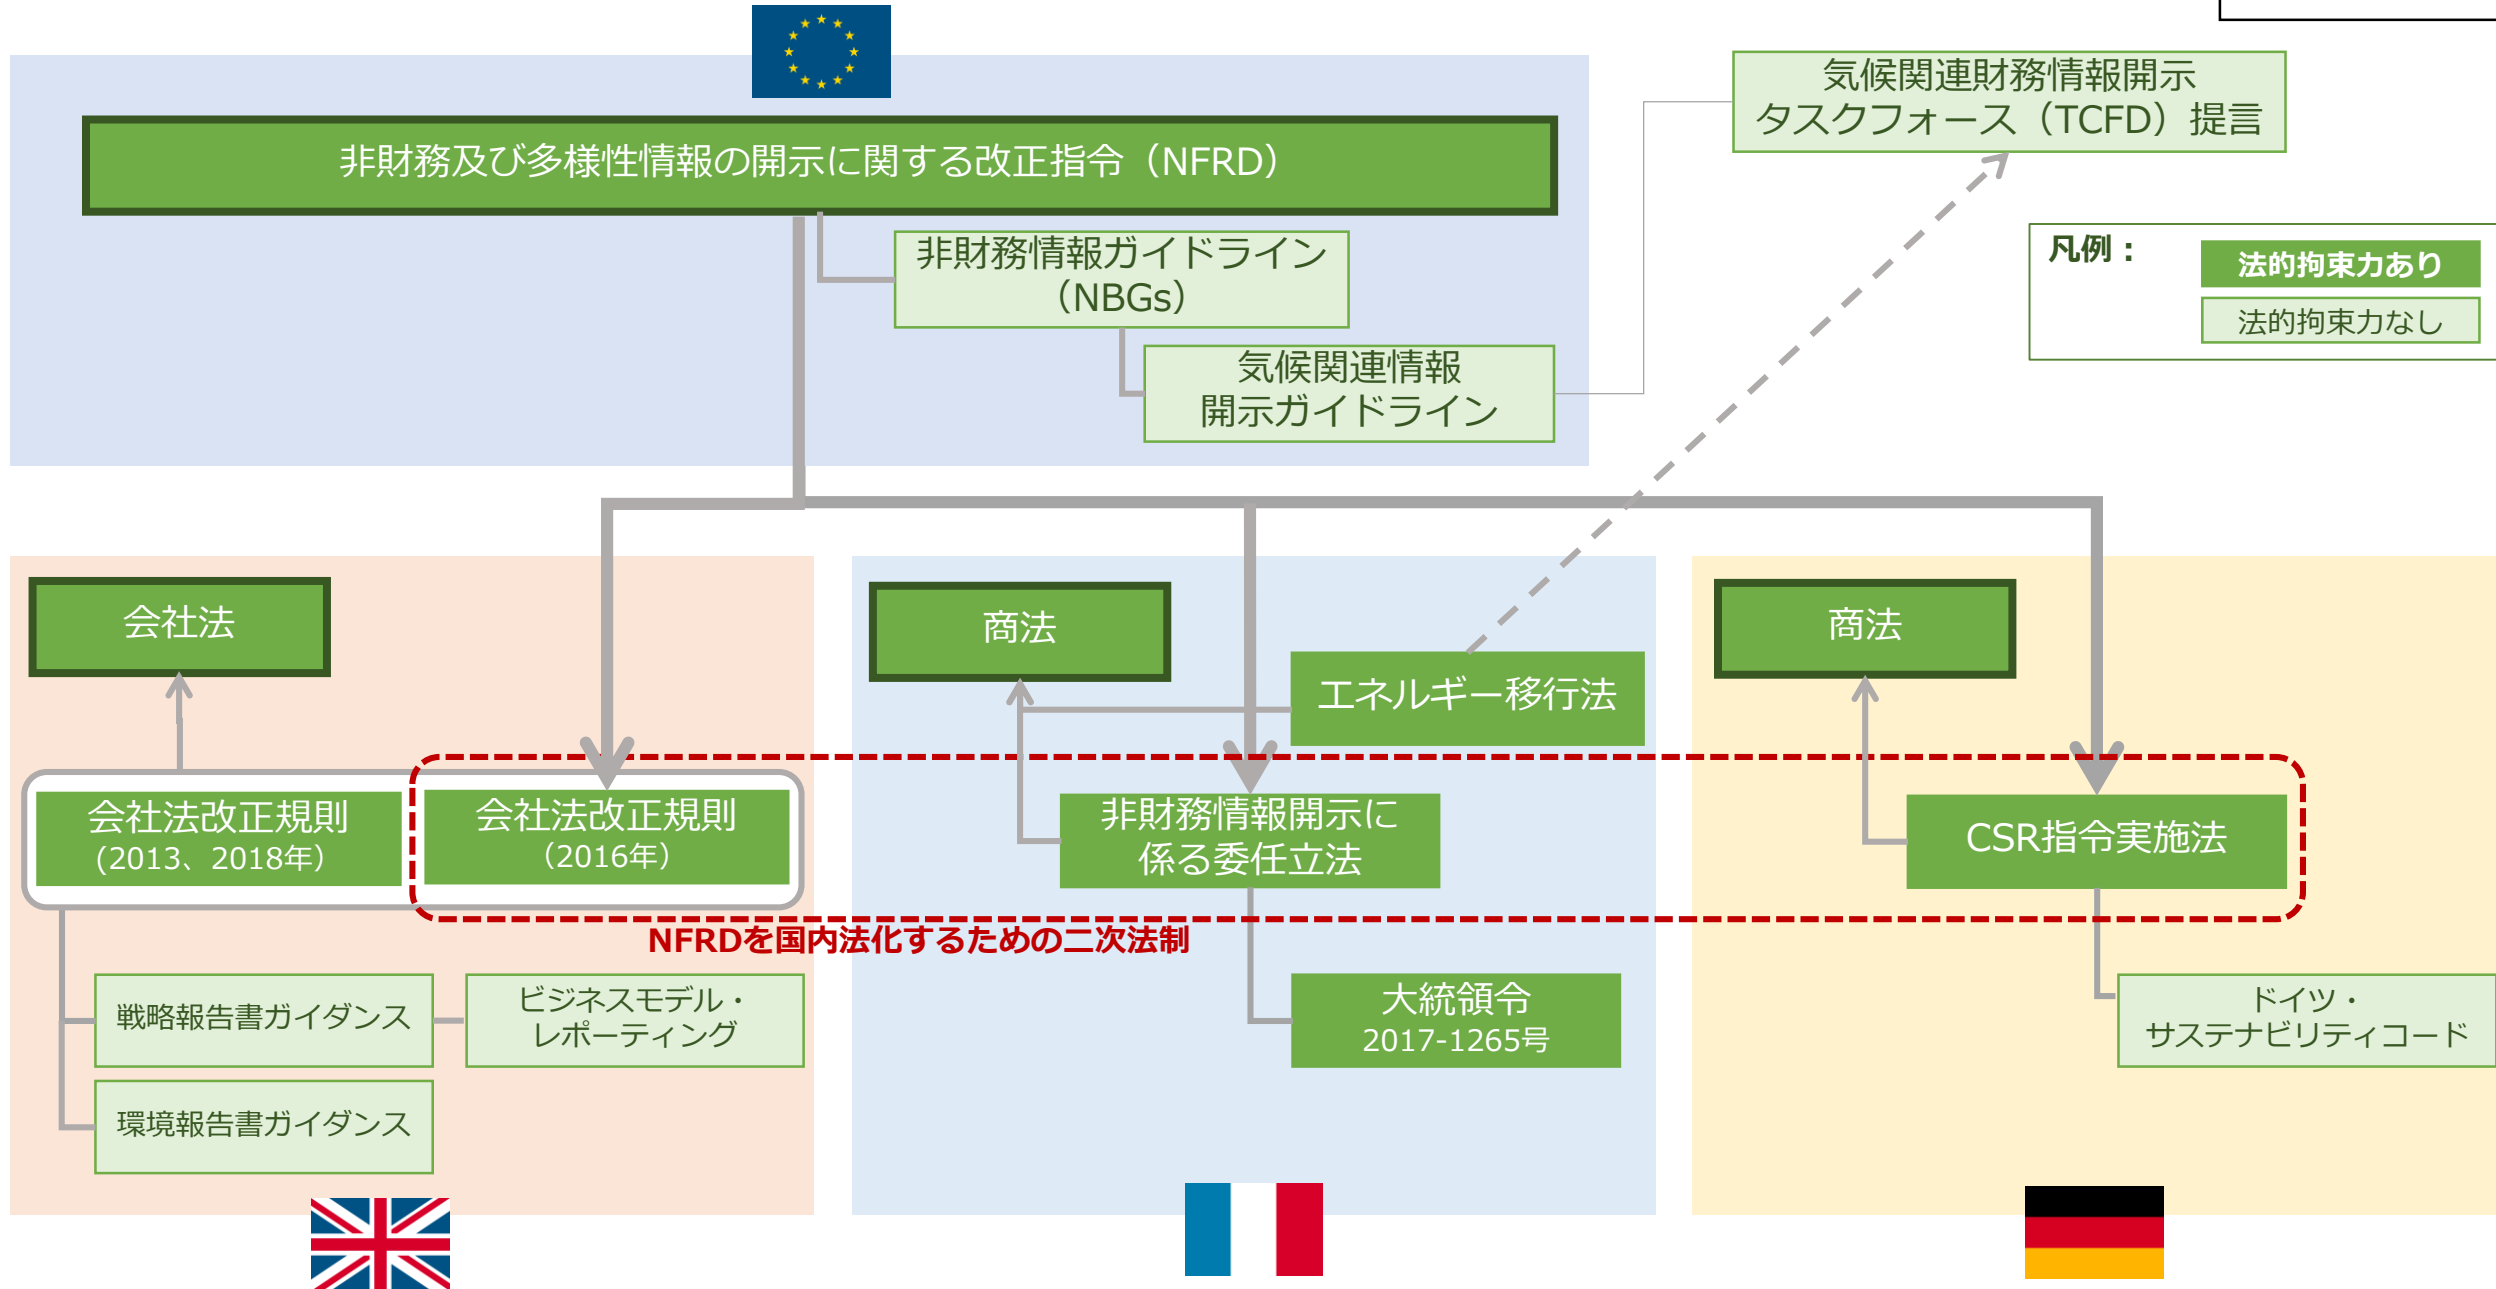 気候関連財務情報開示
タスクフォース（TCFD）提言
非財務及び多様性情報の開示に関する改正指令（NFRD）
非財務情報ガイドライン
（NBGs）
凡例：
法的拘束力あり
法的拘束力なし
気候関連情報
開示ガイドライン
会社法
会社法改正規則
（2013、2018年）
会社法改正規則
（2016年）
商法
エネルギー移行法
非財務情報開示に
係る委任立法
商法
CSR指令実施法
NFRDを国内法化するための二次法制
戦略報告書ガイダンス
ビジネスモデル・
レポーティング
環境報告書ガイダンス
大統領令
2017-1265号
ドイツ・
サステナビリティコード